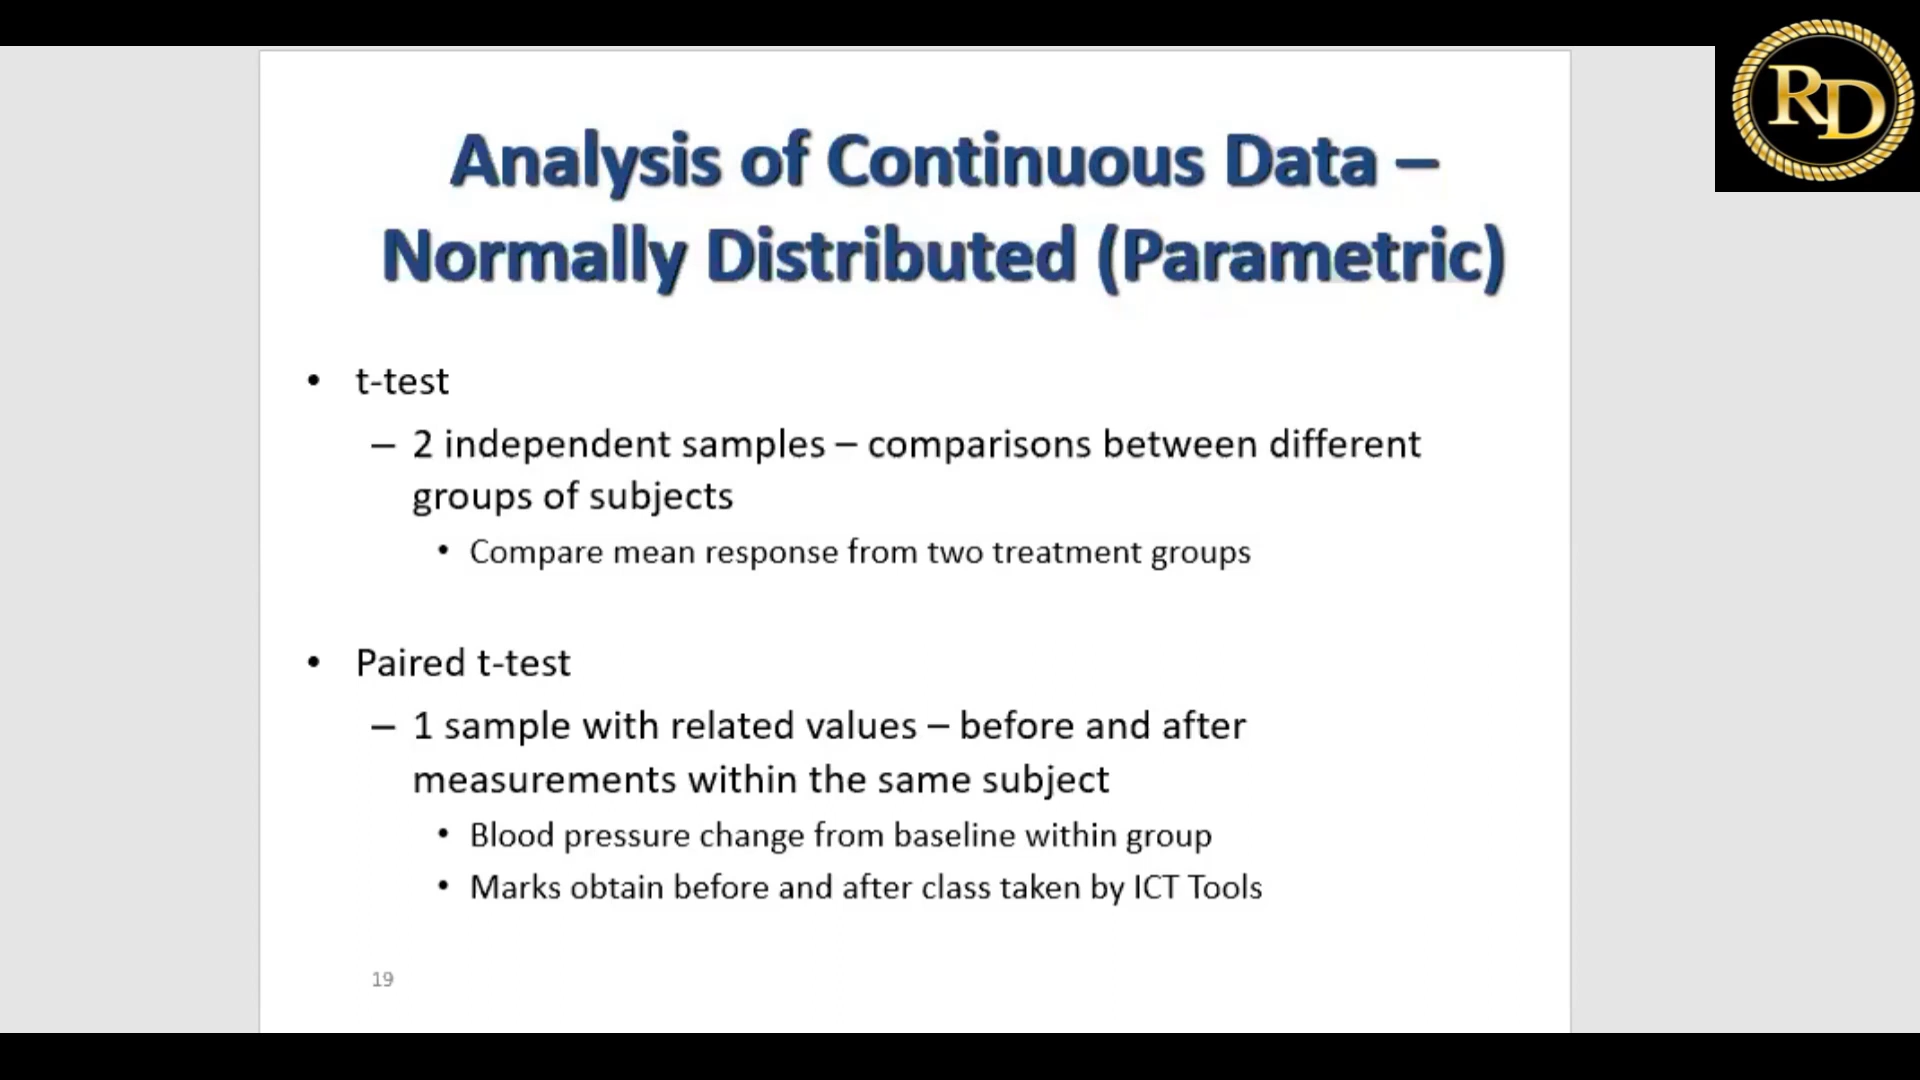 RD
Analysis of Continuous Data –
Normally Distributed (Parametric)
• t-test
– 2 independent samples – comparisons between different
groups of subjects
• Compare mean response from two treatment groups
• Paired t-test
– 1 sample with related values – before and after
measurements within the same subject
• Blood pressure change from baseline within group
• Marks obtain before and after class taken by ICT Tools
19